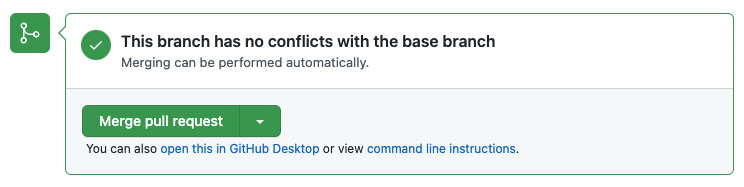 This branch has no conflicts with the base branch
Merging can be performed automatically.
Merge pull request
You can also open this in GitHub Desktop or view command line instructions.